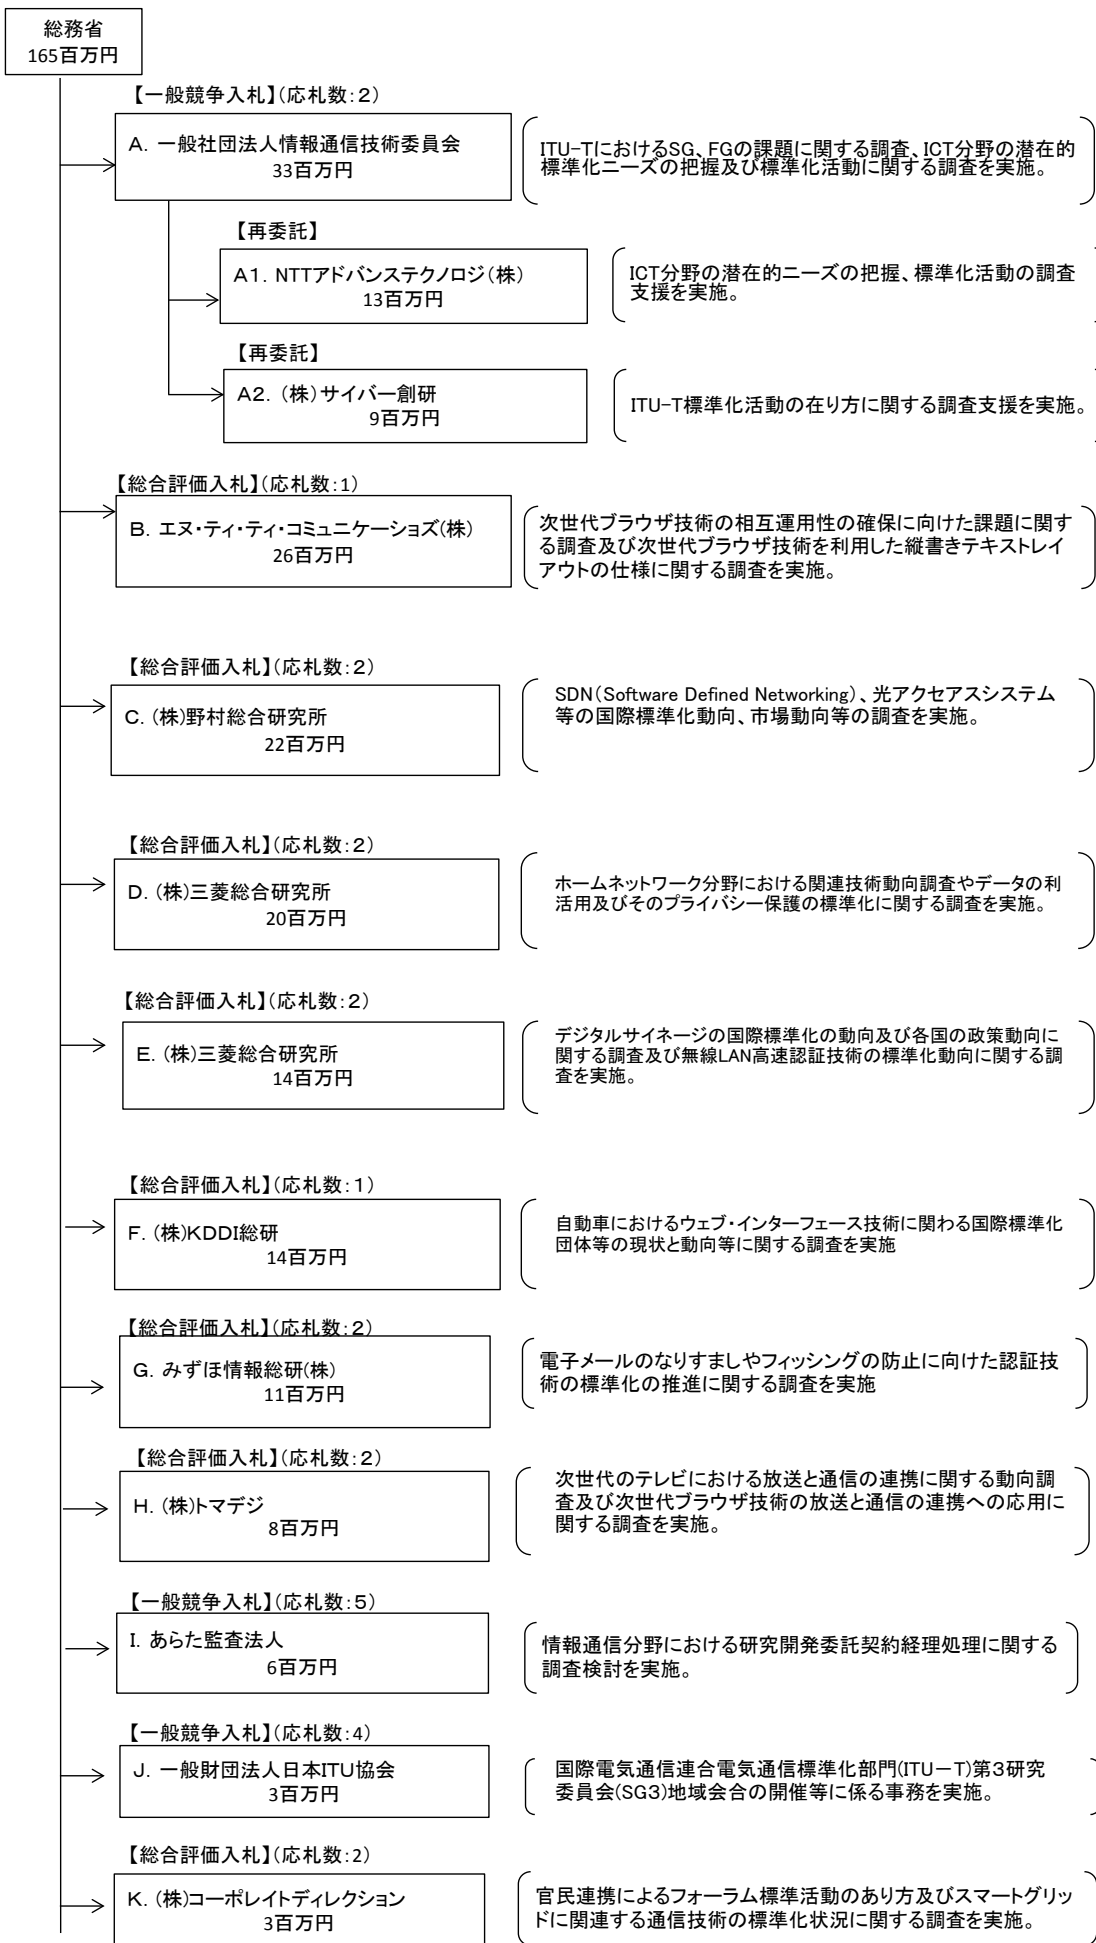 総務省
165百万円
【一般競争入札】（応札数：２）
Ａ．一般社団法人情報通信技術委員会
33百万円
ITU-TにおけるSG、FGの課題に関する調査、ICT分野の潜在的
標準化ニーズの把握及び標準化活動に関する調査を実施。
【再委託】
Ａ１．NTTアドバンステクノロジ（株）
13百万円
ICT分野の潜在的ニーズの把握、標準化活動の調査
支援を実施。
【再委託】
Ａ２．（株）サイバー創研
9百万円
ITU-T標準化活動の在り方に関する調査支援を実施。
【総合評価入札】（応札数：1）
Ｂ．エヌ・ティ・ティ・コミュニケーショズ(株)
26百万円
次世代ブラウザ技術の相互運用性の確保に向けた課題に関す
る調査及び次世代ブラウザ技術を利用した縦書きテキストレイ
アウトの仕様に関する調査を実施。
【総合評価入札】（応札数：２）
Ｃ．（株）野村総合研究所
22百万円
SDN（Software Defined Networking）、光アクセアスシステム
等の国際標準化動向、市場動向等の調査を実施。
【総合評価入札】（応札数：２）
Ｄ．（株）三菱総合研究所
20百万円
ホームネットワーク分野における関連技術動向調査やデータの利
活用及びそのプライバシー保護の標準化に関する調査を実施。
【総合評価入札】（応札数：２）
Ｅ．（株）三菱総合研究所
14百万円
デジタルサイネージの国際標準化の動向及び各国の政策動向に
関する調査及び無線LAN高速認証技術の標準化動向に関する調
査を実施。
【総合評価入札】（応札数：１）
Ｆ．（株）KDDI総研
14百万円
自動車におけるウェブ・インターフェース技術に関わる国際標準化
団体等の現状と動向等に関する調査を実施
【総合評価入札】（応札数：２）
Ｇ．みずほ情報総研(株)
11百万円
電子メールのなりすましやフィッシングの防止に向けた認証技
術の標準化の推進に関する調査を実施
【総合評価入札】（応札数：２）
Ｈ．（株）トマデジ
8百万円
次世代のテレビにおける放送と通信の連携に関する動向調
査及び次世代ブラウザ技術の放送と通信の連携への応用に
関する調査を実施。
【一般競争入札】（応札数：５）
Ｉ．あらた監査法人
6百万円
情報通信分野における研究開発委託契約経理処理に関する
調査検討を実施。
【一般競争入札】（応札数：４）
Ｊ．一般財団法人日本ITU協会
3百万円
国際電気通信連合電気通信標準化部門(ITU－T)第３研究
委員会(SG3)地域会合の開催等に係る事務を実施。
【総合評価入札】（応札数：2）
Ｋ．（株）コーポレイトディレクション
3百万円
官民連携によるフォーラム標準活動のあり方及びスマートグリッ
ドに関連する通信技術の標準化状況に関する調査を実施。